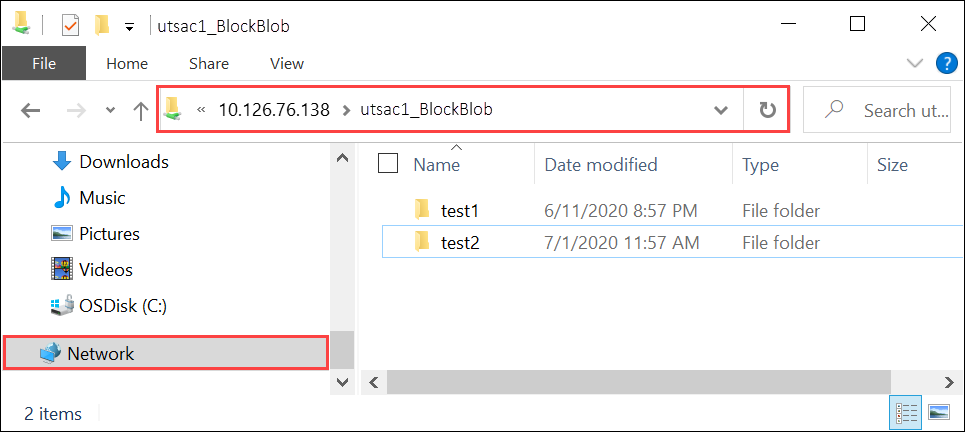 utsac1_BlockBlob
File Home Share View
« 10.126.76.138 utsac1_BlockBlob Search ut...
Downloads
Music
Pictures
Videos
OSDisk (C:)
Network
Name Date modified Type Size
test1 6/11/2020 8:57 PM File folder
test2 7/1/2020 11:57 AM File folder
2 items